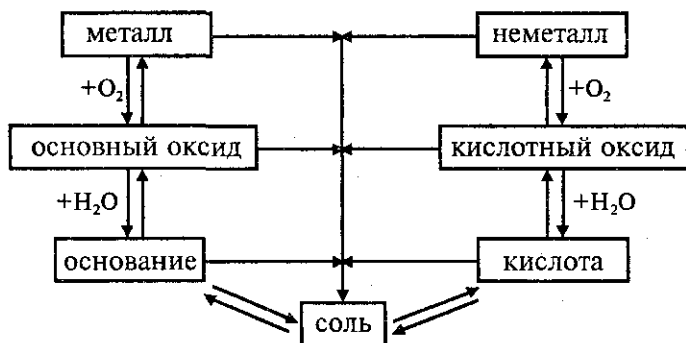 металл
неметалл
+O₂
+O₂
основный оксид
кислотный оксид
+H₂O
+H₂O
основание
кислота
соль